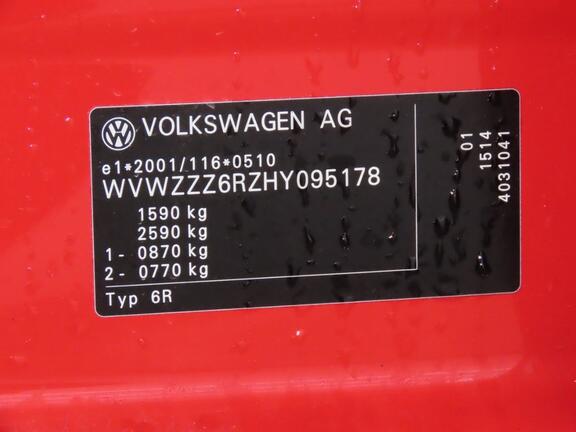 VOLKSWAGEN AG
e1*2001/116*0510
WVWZZZ6RZHY095178
1590 kg
2590 kg
1- 0870 kg
2- 0770 kg
Typ 6R
01
1514
4031041